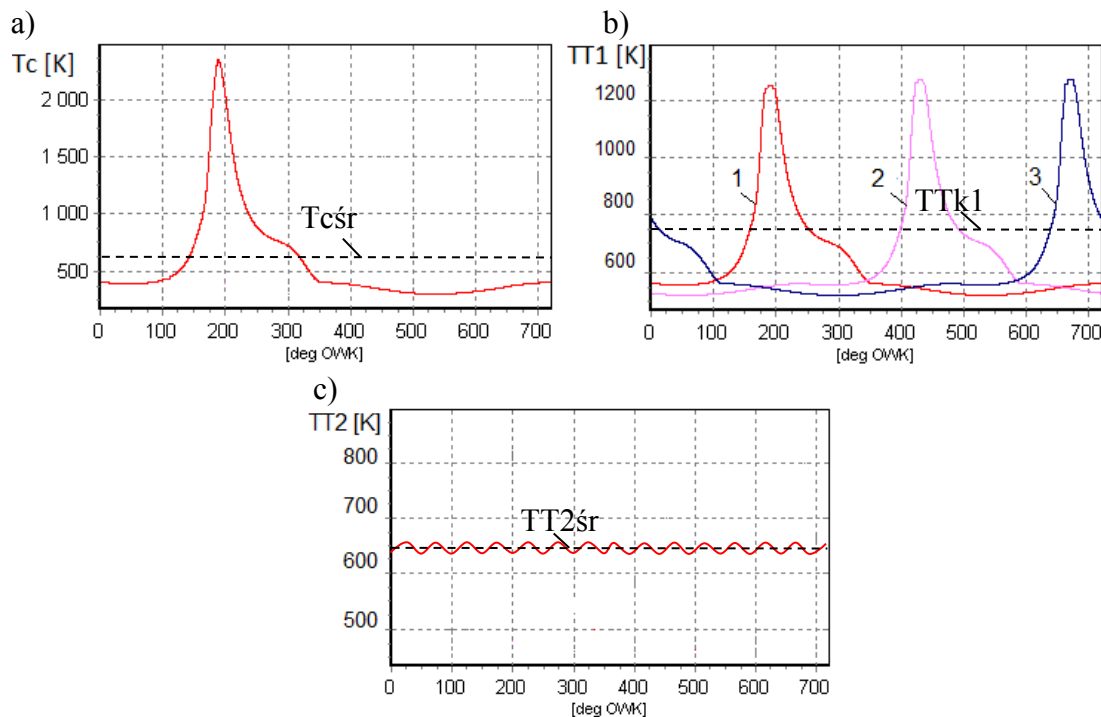 a)
Tc [K]
2 000
1 500
1 000
500
Tcśr
0 100 200 300 400 500 600 700
[deg OWK]
b)
TT1 [K]
1200
1000
800
600
1
2
3
TTk1
0 100 200 300 400 500 600 700
[deg OWK]
c)
TT2 [K]
800
700
600
500
TT2śr
0 100 200 300 400 500 600 700
[deg OWK]